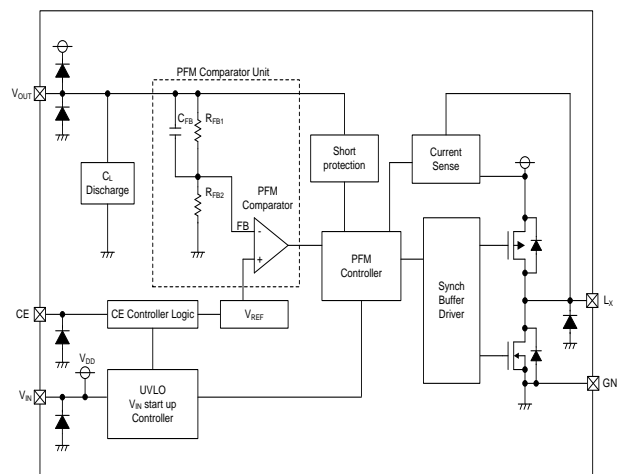 PFM Comparator Unit
VOUT
CFB
RFB1
RFB2
CL
Discharge
Short
protection
Current
Sense
PFM
Comparator
FB
-
+
PFM
Controller
Synch
Buffer
Driver
LX
CE
CE Controller Logic
VREF
VDD
VIN
UVLO
VIN start up
Controller
GN